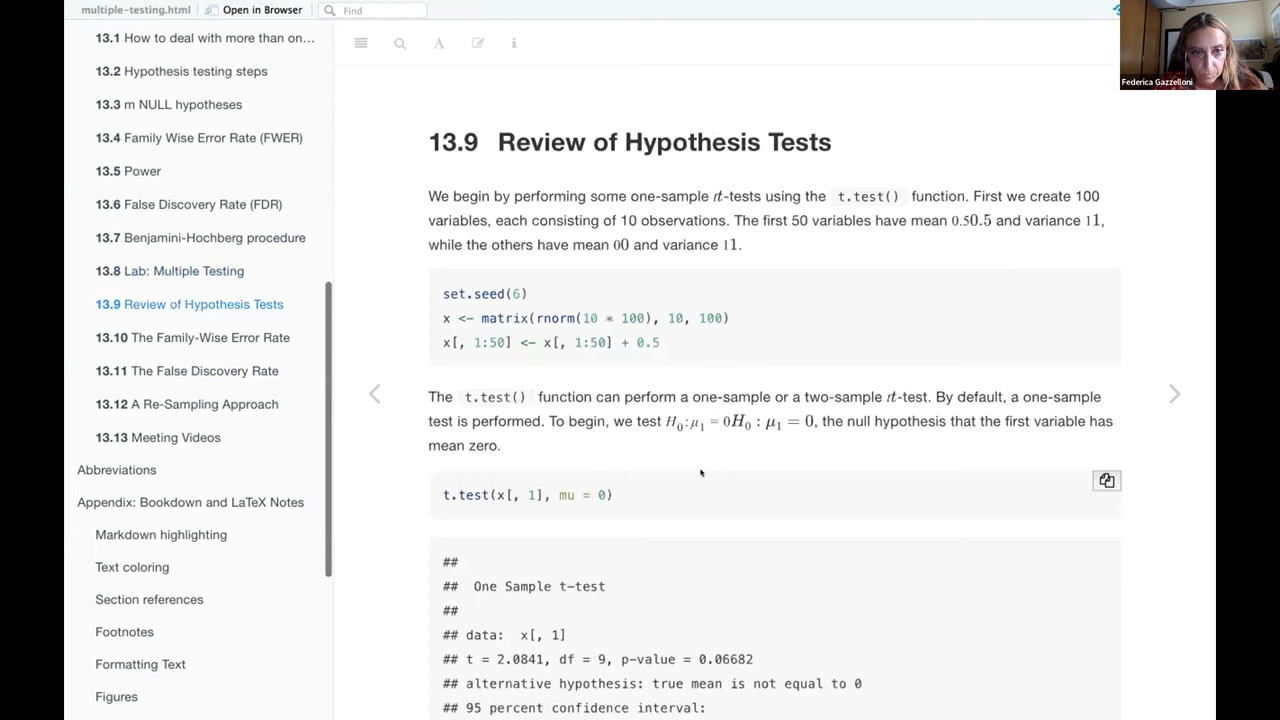 multiple-testing.html
Open in Browser
Find
Federica Gazzelloni
13.1 How to deal with more than on...
13.2 Hypothesis testing steps
13.3 m NULL hypotheses
13.4 Family Wise Error Rate (FWER)
13.5 Power
13.6 False Discovery Rate (FDR)
13.7 Benjamini-Hochberg procedure
13.8 Lab: Multiple Testing
13.9 Review of Hypothesis Tests
13.10 The Family-Wise Error Rate
13.11 The False Discovery Rate
13.12 A Re-Sampling Approach
13.13 Meeting Videos
Abbreviations
Appendix: Bookdown and LaTeX Notes
Markdown highlighting
Text coloring
Section references
Footnotes
Formatting Text
Figures
13.9 Review of Hypothesis Tests
We begin by performing some one-sample tt-tests using the t.test() function. First we create 100
variables, each consisting of 10 observations. The first 50 variables have mean 0.50.5 and variance 11,
while the others have mean 00 and variance 11.
set.seed(6)
x <- matrix(rnorm(10 * 100), 10, 100)
x[, 1:50] <- x[, 1:50] + 0.5
The t.test() function can perform a one-sample or a two-sample tt-test. By default, a one-sample
test is performed. To begin, we test H0:μ1 = 0H0 : μ1 = 0, the null hypothesis that the first variable has
mean zero.
t.test(x[, 1], mu = 0)
##
## One Sample t-test
##
## data: x[, 1]
## t = 2.0841, df = 9, p-value = 0.06682
## alternative hypothesis: true mean is not equal to 0
## 95 percent confidence interval: